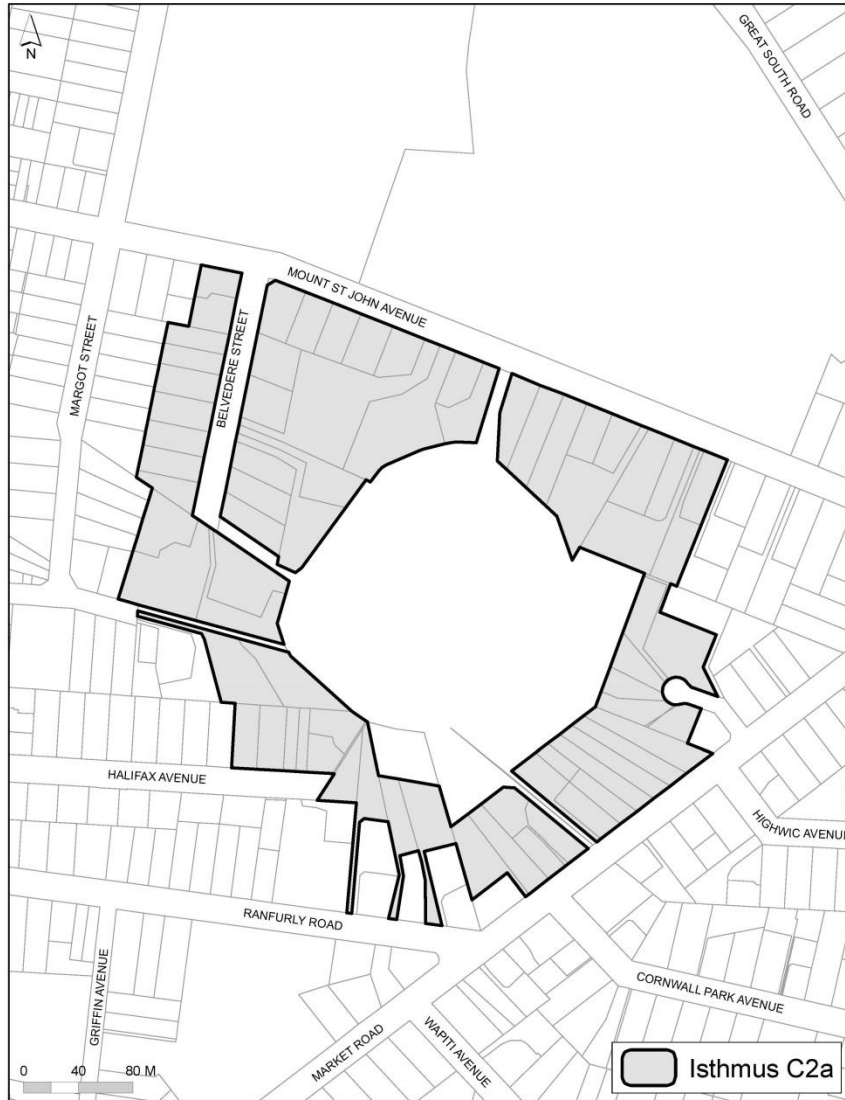 N
GREAT SOUTH ROAD
MOUNT ST JOHN AVENUE
BELVEDERE STREET
MARGOT STREET
HALIFAX AVENUE
HIGHWIC AVENUE
RANFURLY ROAD
CORNWALL PARK AVENUE
GRIFFIN AVENUE
MARKET ROAD
WAPITI AVENUE
0 40 80 M
Isthmus C2a